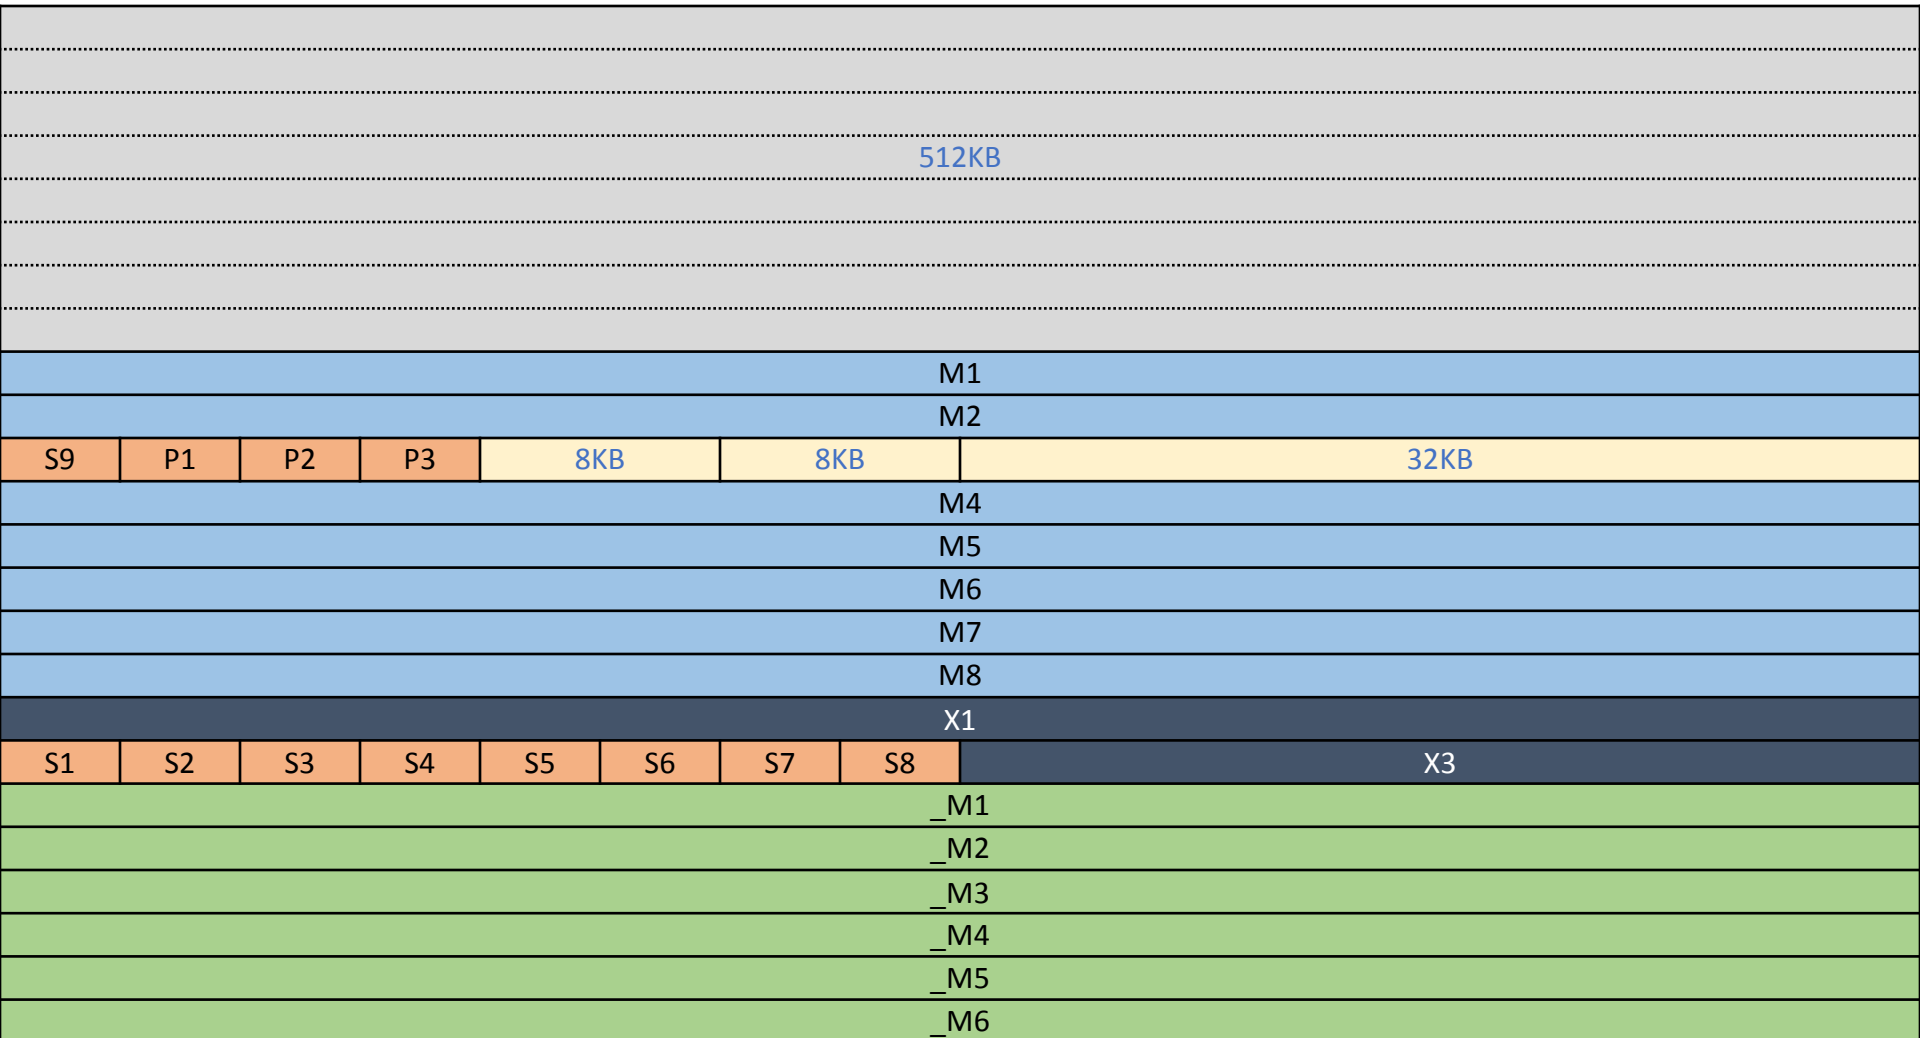 512KB
M1
M2
S9 P1 P2 P3 8KB 8KB 32KB
M4
M5
M6
M7
M8
X1
S1 S2 S3 S4 S5 S6 S7 S8 X3
_M1
_M2
_M3
_M4
_M5
_M6